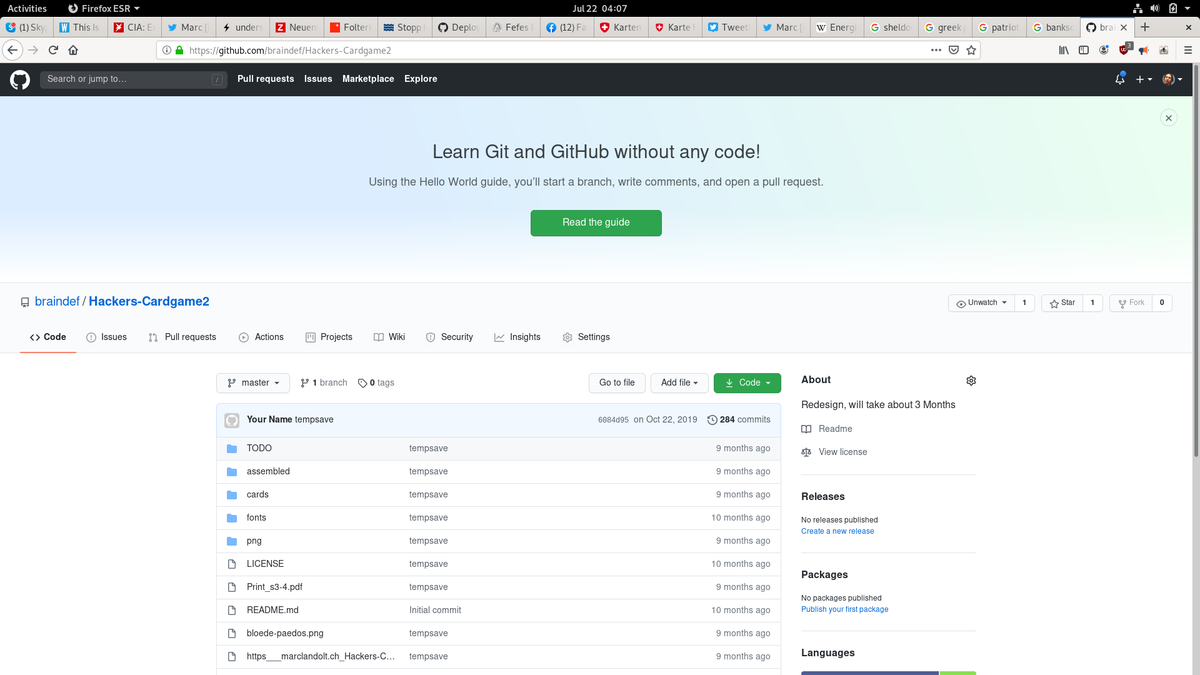 Activities Firefox ESR Jul 22 04:07
(1) Sky This Is CIA: E Marc unders Neuen Folter Stopp Deplo Fefes (12) Fa Karten Karte Tweet Marc Energi sheldo greek patriot banks brai
https://github.com/braindef/Hackers-Cardgame2
Search or jump to... / Pull requests Issues Marketplace Explore
Learn Git and GitHub without any code!
Using the Hello World guide, you'll start a branch, write comments, and open a pull request.
Read the guide
braindef / Hackers-Cardgame2 Unwatch 1 Star 1 Fork 0
Code Issues Pull requests Actions Projects Wiki Security Insights Settings
master 1 branch 0 tags Go to file Add file Code
About
Redesign, will take about 3 Months
Readme
View license
Your Name tempsave 6084d95 on Oct 22, 2019 284 commits
TODO tempsave 9 months ago
assembled tempsave 9 months ago
cards tempsave 9 months ago
fonts tempsave 10 months ago
png tempsave 9 months ago
LICENSE tempsave 10 months ago
Print_s3-4.pdf tempsave 9 months ago
README.md Initial commit 10 months ago
bloede-paedos.png tempsave 9 months ago
https___marclandolt.ch_Hackers-C... tempsave 9 months ago
Releases
No releases published
Create a new release
Packages
No packages published
Publish your first package
Languages